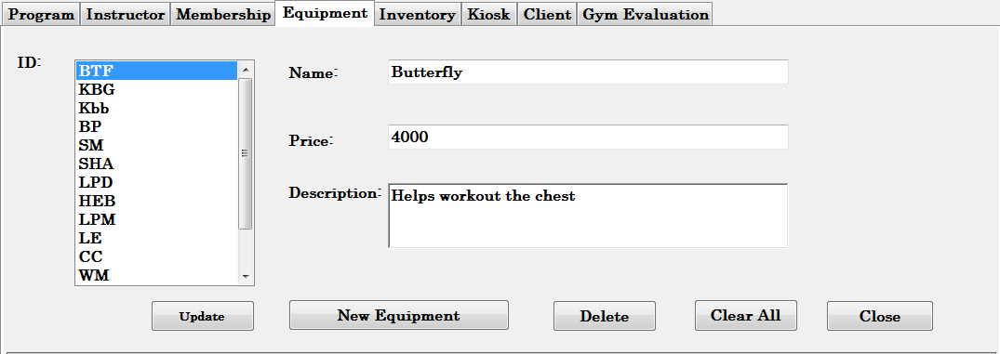 Program Instructor Membership Equipment Inventory Kiosk Client Gym Evaluation
ID:
BTF
KBG
Kbb
BP
SM
SHA
LPD
HEB
LPM
LE
CC
WM
Name: Butterfly
Price: 4000
Description: Helps workout the chest
Update New Equipment Delete Clear All Close